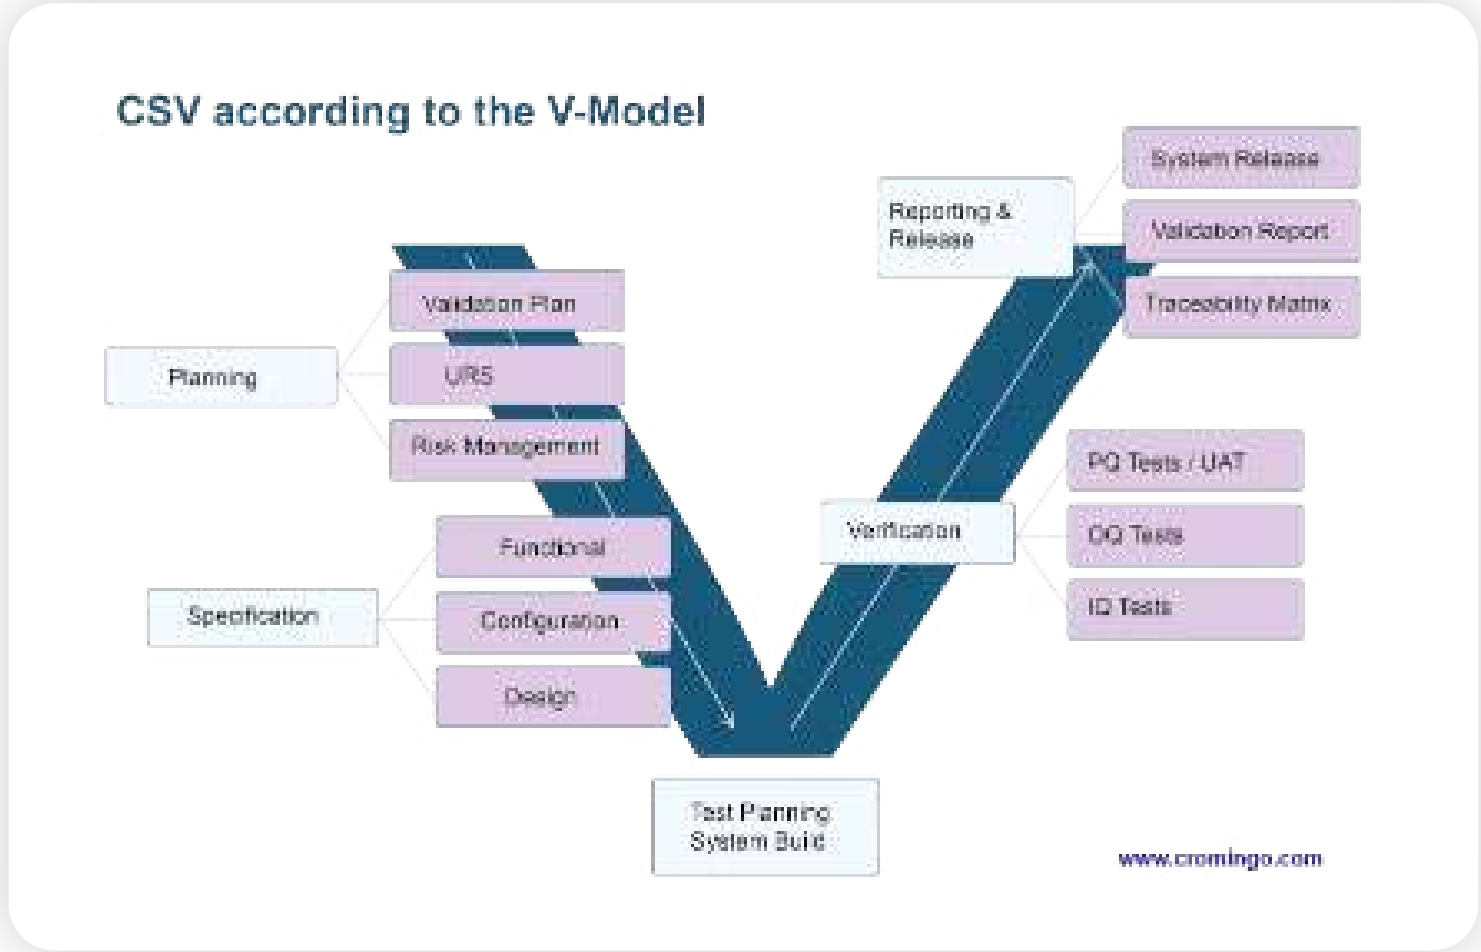 CSV according to the V-Model
Planning
Validation Plan
URS
Risk Management
Specification
Functional
Configuration
Design
Test Planning
System Build
Verification
PQ Tests / UAT
OQ Tests
IQ Tests
Reporting &
Release
System Release
Validation Report
Traceability Matrix
www.cromingo.com